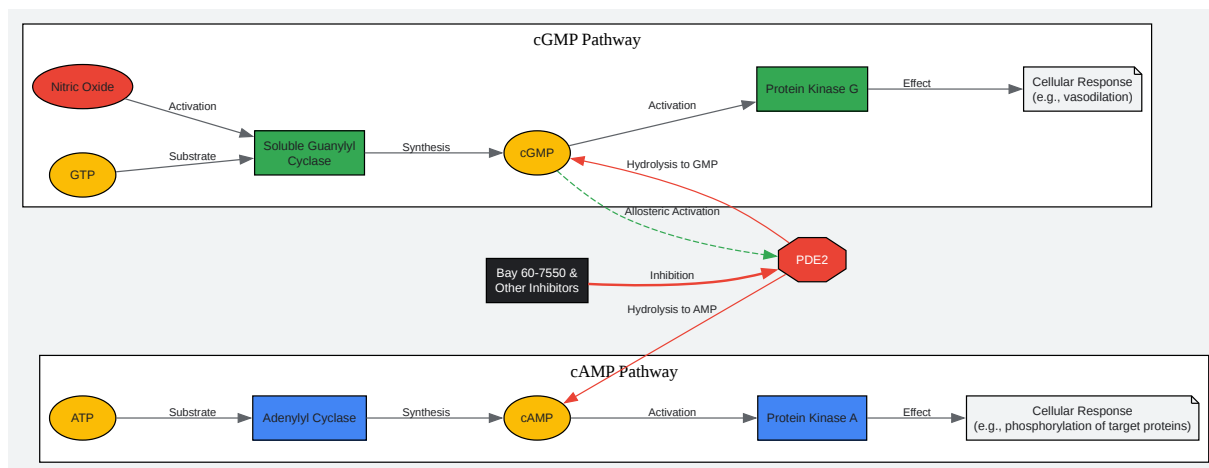 cGMP Pathway
Nitric Oxide
Activation
GTP
Substrate
Soluble Guanylyl
Cyclase
Synthesis
cGMP
Activation
Protein Kinase G
Effect
Cellular Response
(e.g., vasodilation)
Hydrolysis to GMP
Allosteric Activation
PDE2
Bay 60-7550 &
Other Inhibitors
Inhibition
Hydrolysis to AMP
cAMP Pathway
ATP
Substrate
Adenylyl Cyclase
Synthesis
cAMP
Activation
Protein Kinase A
Effect
Cellular Response
(e.g., phosphorylation of target proteins)